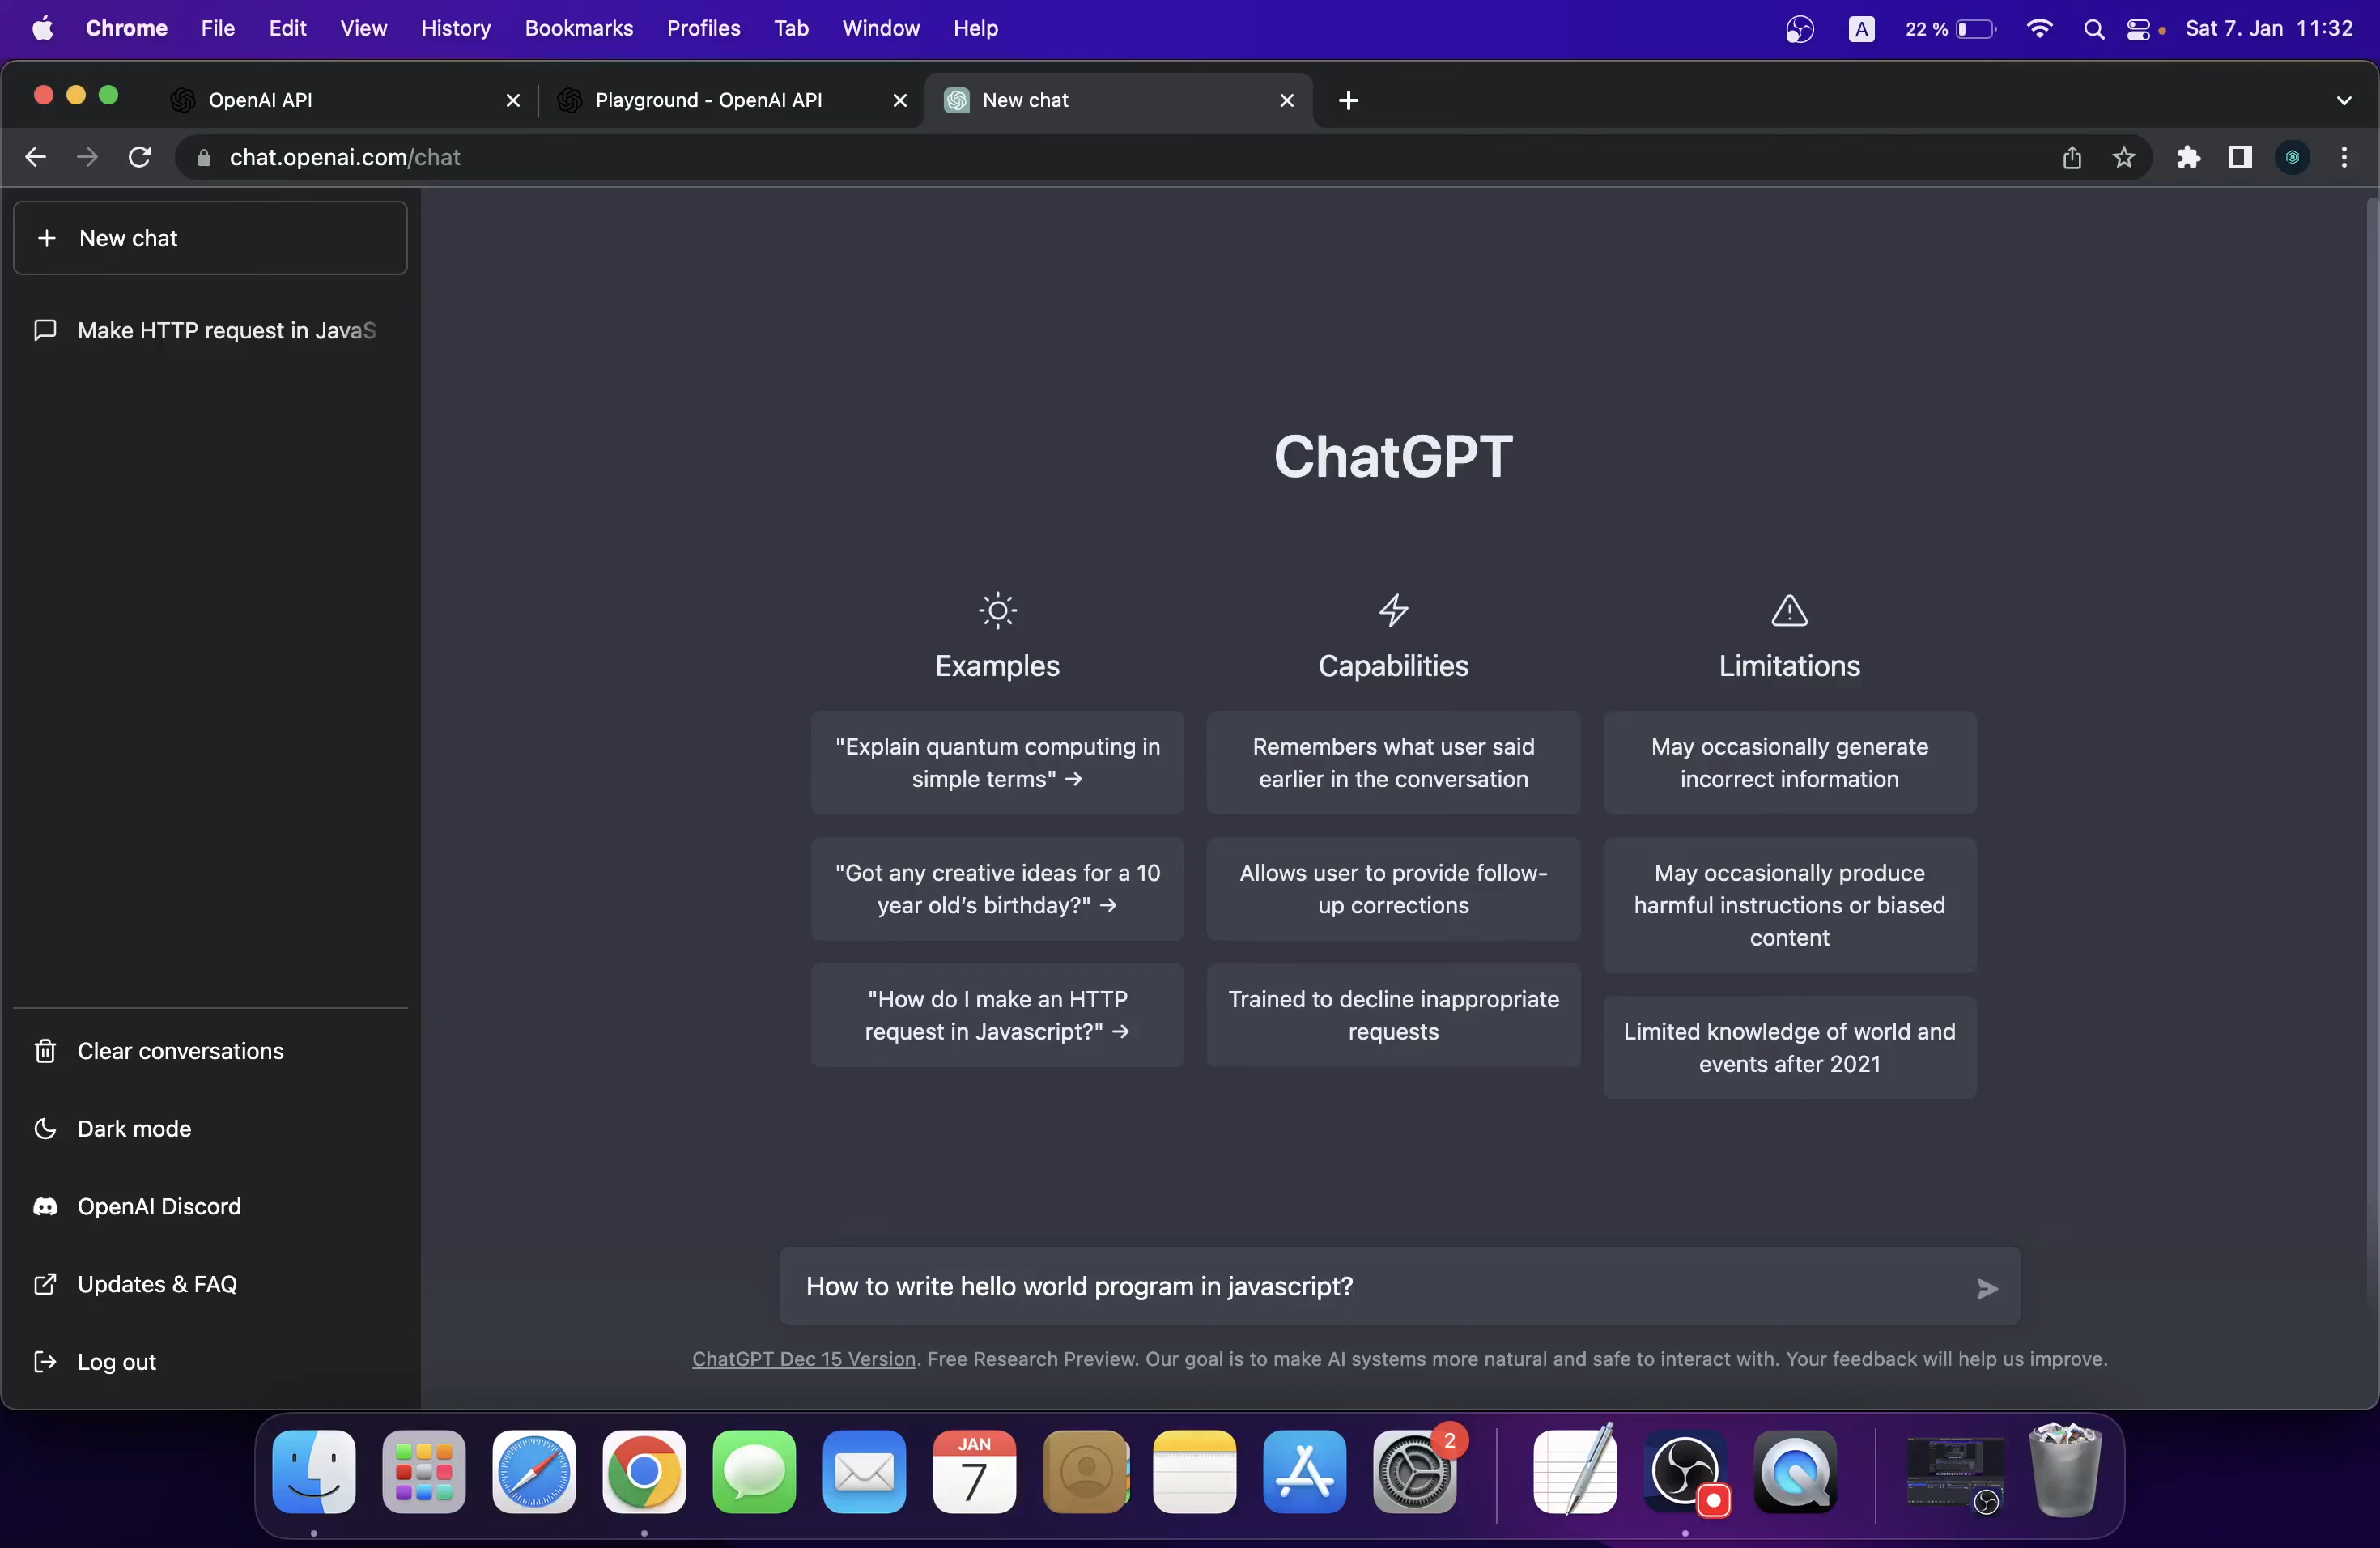 Chrome File Edit View History Bookmarks Profiles Tab Window Help A 22 % Sat 7. Jan 11:32
OpenAI API Playground - OpenAI API New chat
chat.openai.com/chat
New chat
Make HTTP request in JavaS
Clear conversations
Dark mode
OpenAI Discord
Updates & FAQ
Log out
ChatGPT
Examples
"Explain quantum computing in
simple terms" →
"Got any creative ideas for a 10
year old’s birthday?" →
"How do I make an HTTP
request in Javascript?" →
Capabilities
Remembers what user said
earlier in the conversation
Allows user to provide follow-
up corrections
Trained to decline inappropriate
requests
Limitations
May occasionally generate
incorrect information
May occasionally produce
harmful instructions or biased
content
Limited knowledge of world and
events after 2021
How to write hello world program in javascript?
ChatGPT Dec 15 Version. Free Research Preview. Our goal is to make AI systems more natural and safe to interact with. Your feedback will help us improve.
JAN
7
2